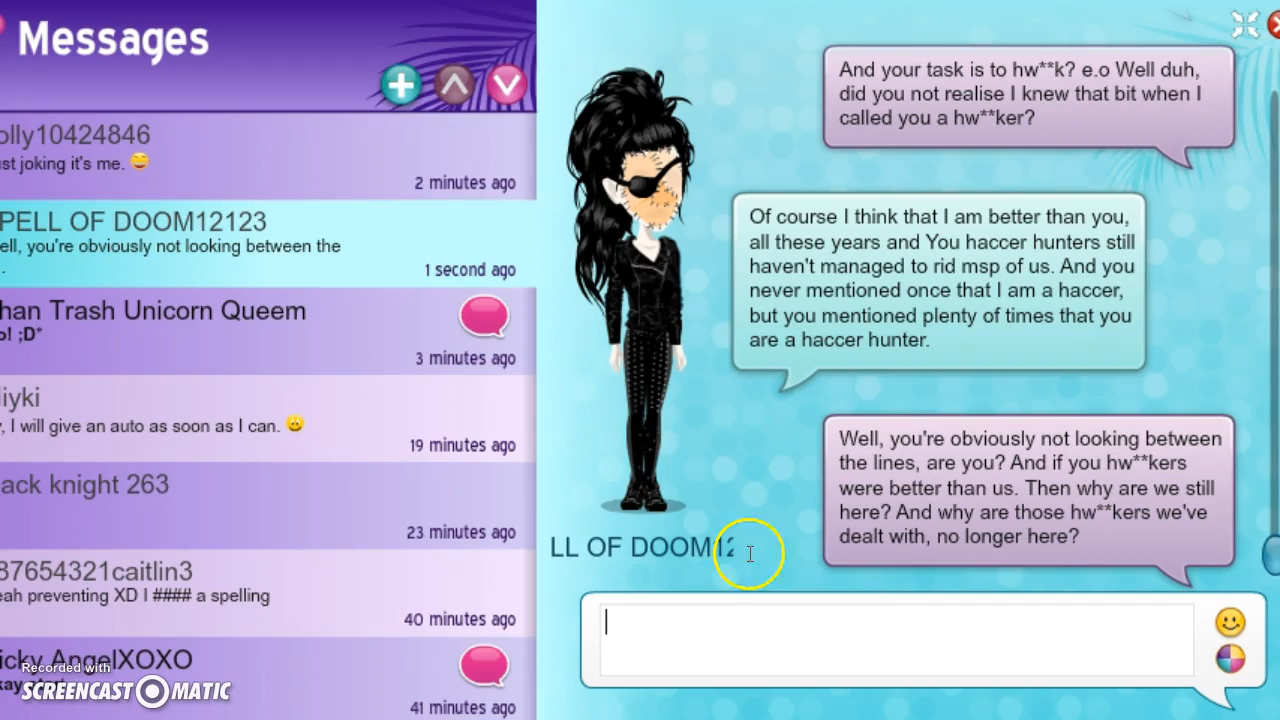 Messages
olly10424846
ust joking it's me.
2 minutes ago
PELL OF DOOM12123
ell, you're obviously not looking between the
.
1 second ago
han Trash Unicorn Queem
o! ;D*
3 minutes ago
iyki
, I will give an auto as soon as I can.
19 minutes ago
ack knight 263
23 minutes ago
87654321caitlin3
eah preventing XD I #### a spelling
40 minutes ago
icky AngelXOXO
41 minutes ago
Recorded with
SCREENCAST-O-MATIC
And your task is to hw**k? e.o Well duh,
did you not realise I knew that bit when I
called you a hw**ker?
Of course I think that I am better than you,
all these years and You haccer hunters still
haven't managed to rid msp of us. And you
never mentioned once that I am a haccer,
but you mentioned plenty of times that you
are a haccer hunter.
Well, you're obviously not looking between
the lines, are you? And if you hw**kers
were better than us. Then why are we still
here? And why are those hw**kers we've
dealt with, no longer here?
LL OF DOOM12